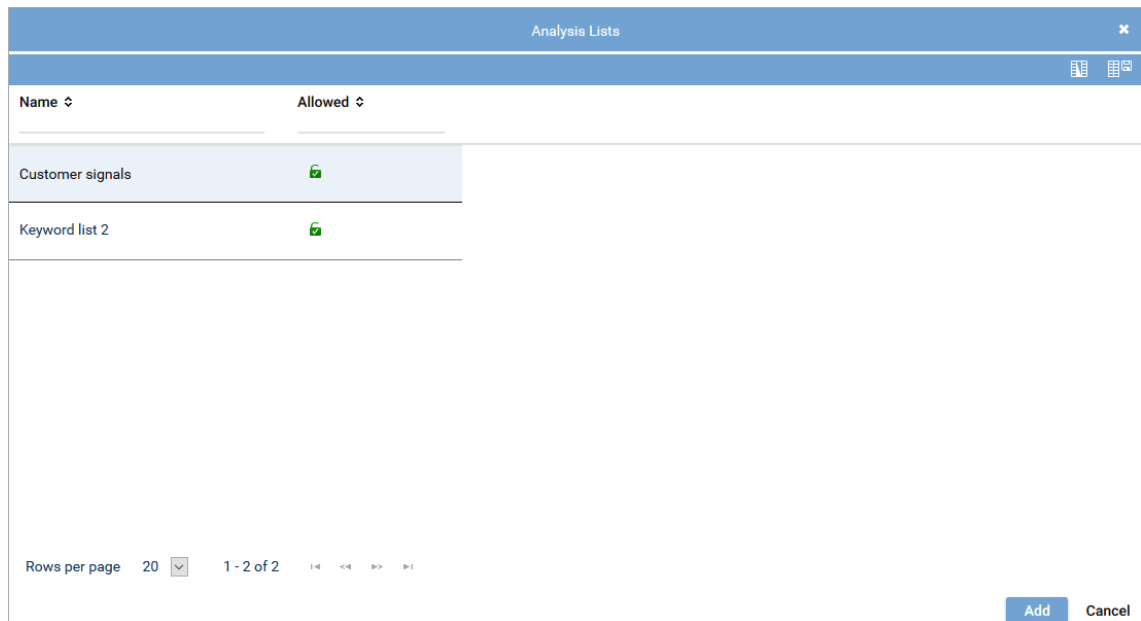 Analysis Lists
Name Allowed
Customer signals
Keyword list 2
Rows per page 20 1 - 2 of 2
Add Cancel